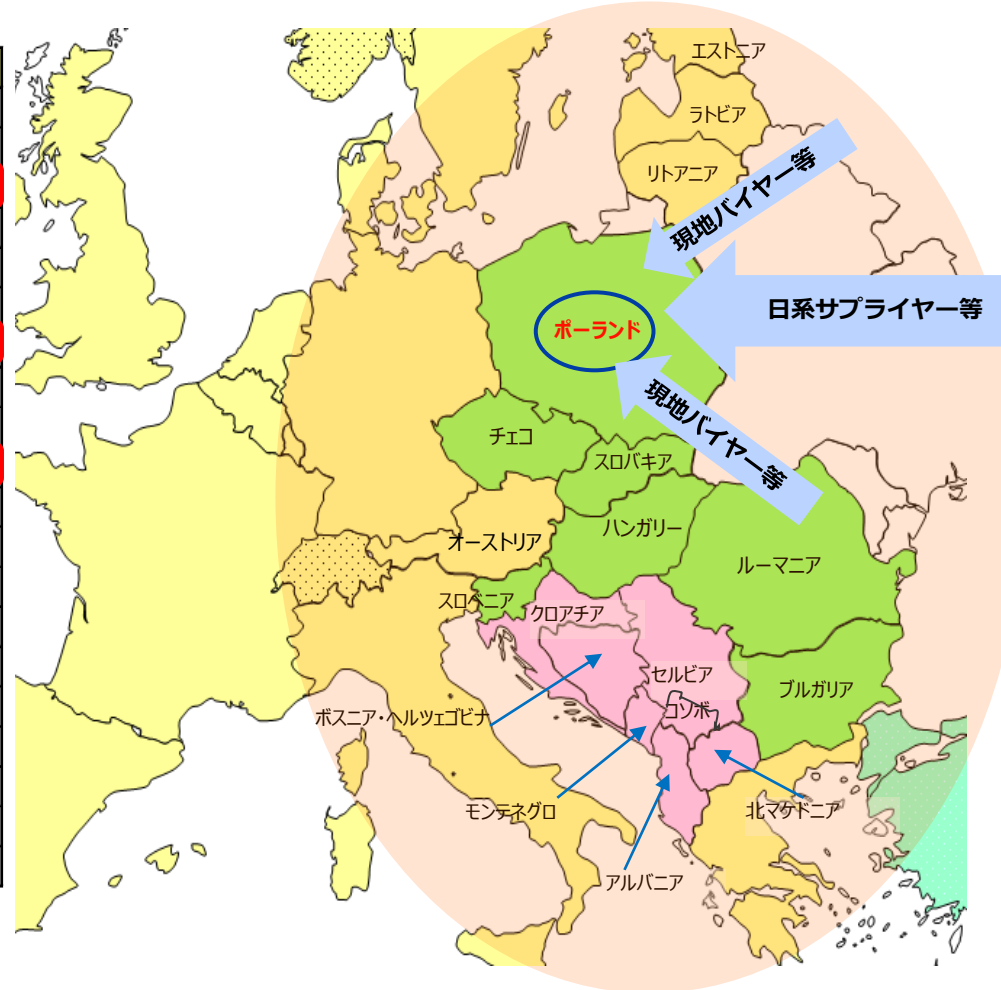 エストニア
ラトビア
リトアニア
現地バイヤー等
日系サプライヤー等
ポーランド
現地バイヤー等
チェコ
スロバキア
オーストリア
ハンガリー
ルーマニア
スロベニア
クロアチア
セルビア
ブルガリア
コソボ
ボスニア・ヘルツェゴビナ
モンテネグロ
北マケドニア
アルバニア